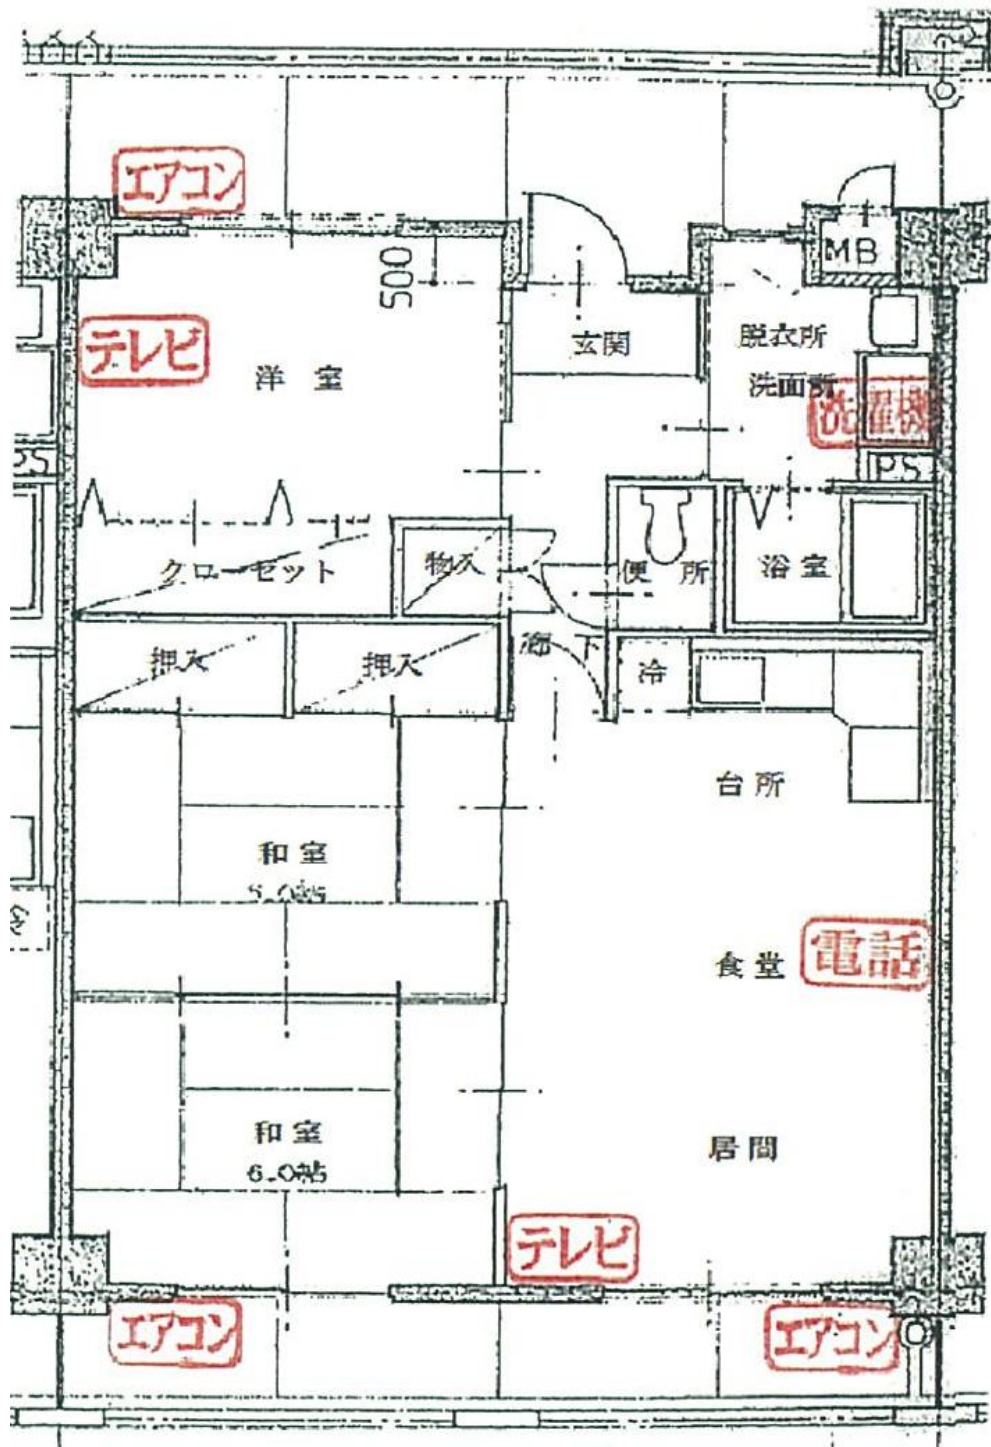 エアコン
MB
500
玄関
脱衣所
テレビ
洋室
洗面所
洗濯機
PS
PS
クローゼット
物入
便所
浴室
押入
押入
廊下
冷
台所
和室
食堂
電話
和室
6.0帖
居間
テレビ
エアコン
エアコン